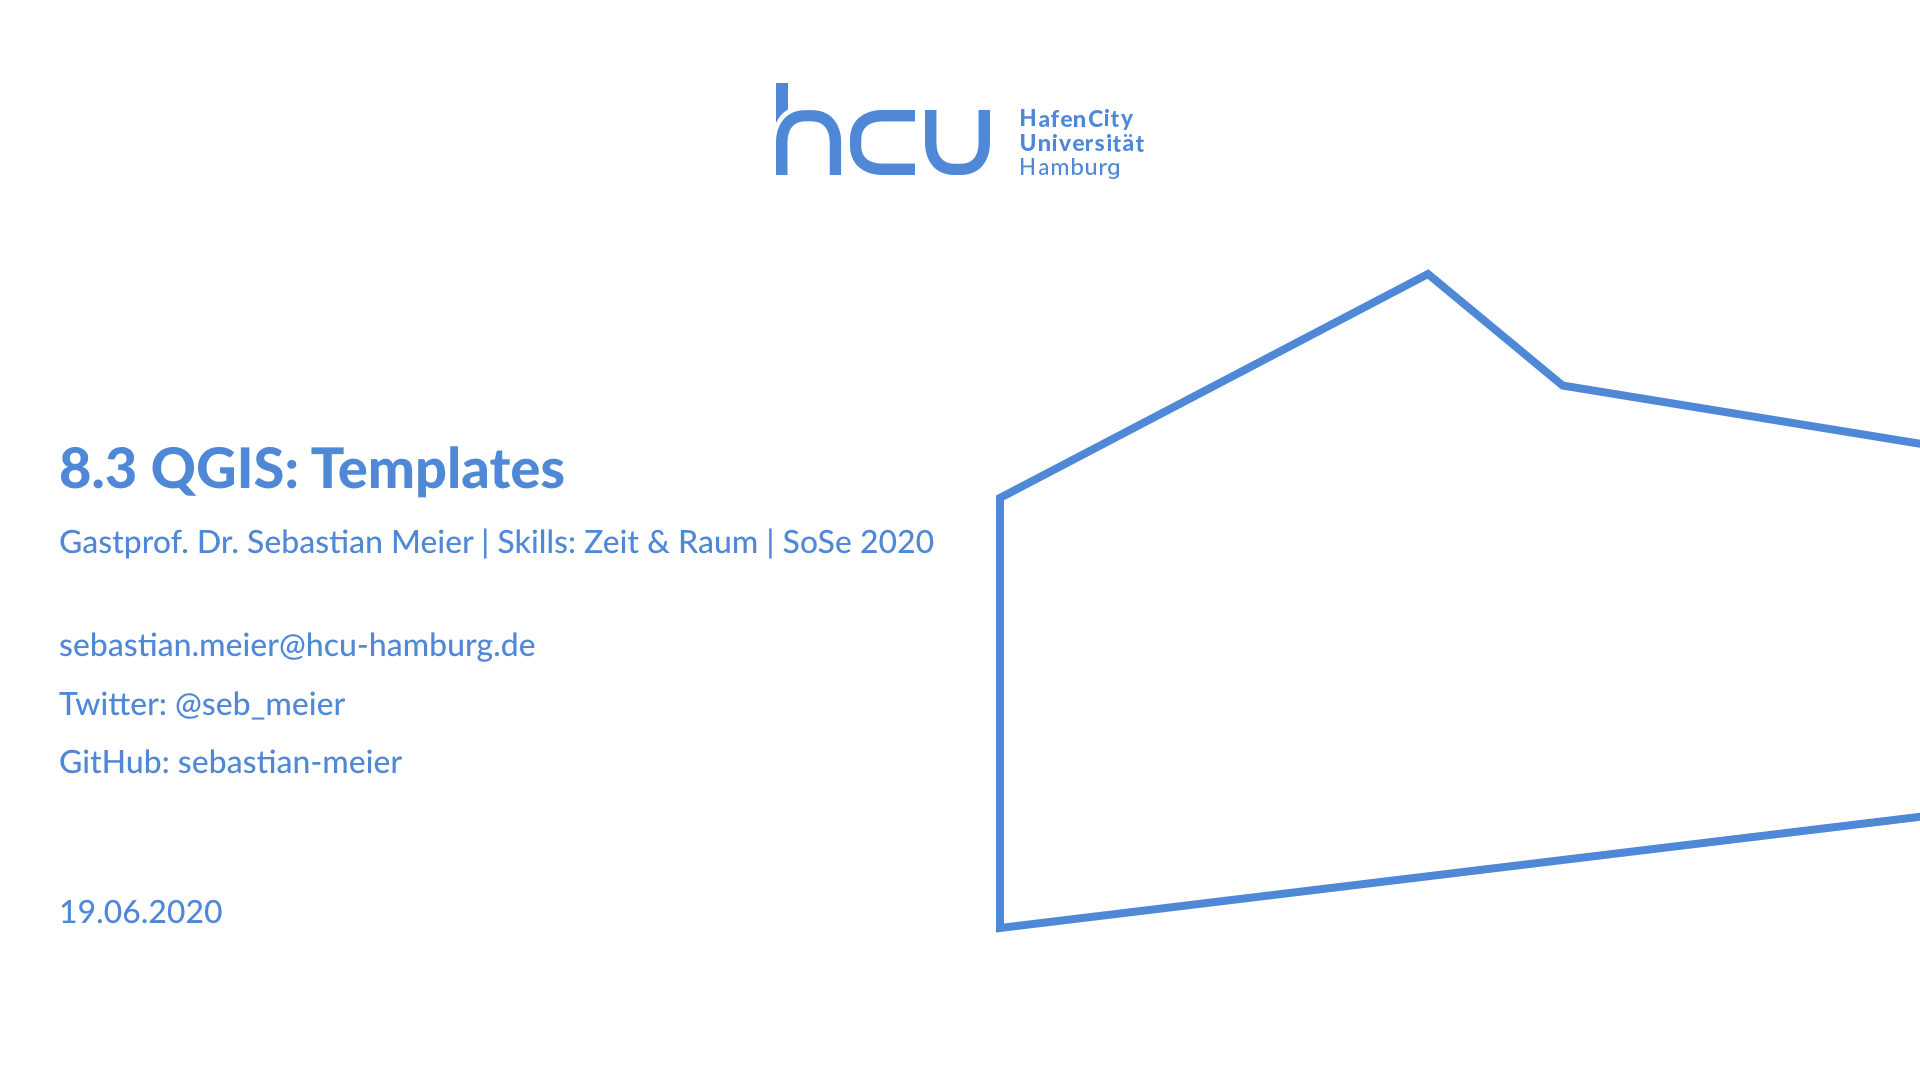 hcu
HafenCity
Universität
Hamburg
8.3 QGIS: Templates
Gastprof. Dr. Sebastian Meier | Skills: Zeit & Raum | SoSe 2020
sebastian.meier@hcu-hamburg.de
Twitter: @seb_meier
GitHub: sebastian-meier
19.06.2020